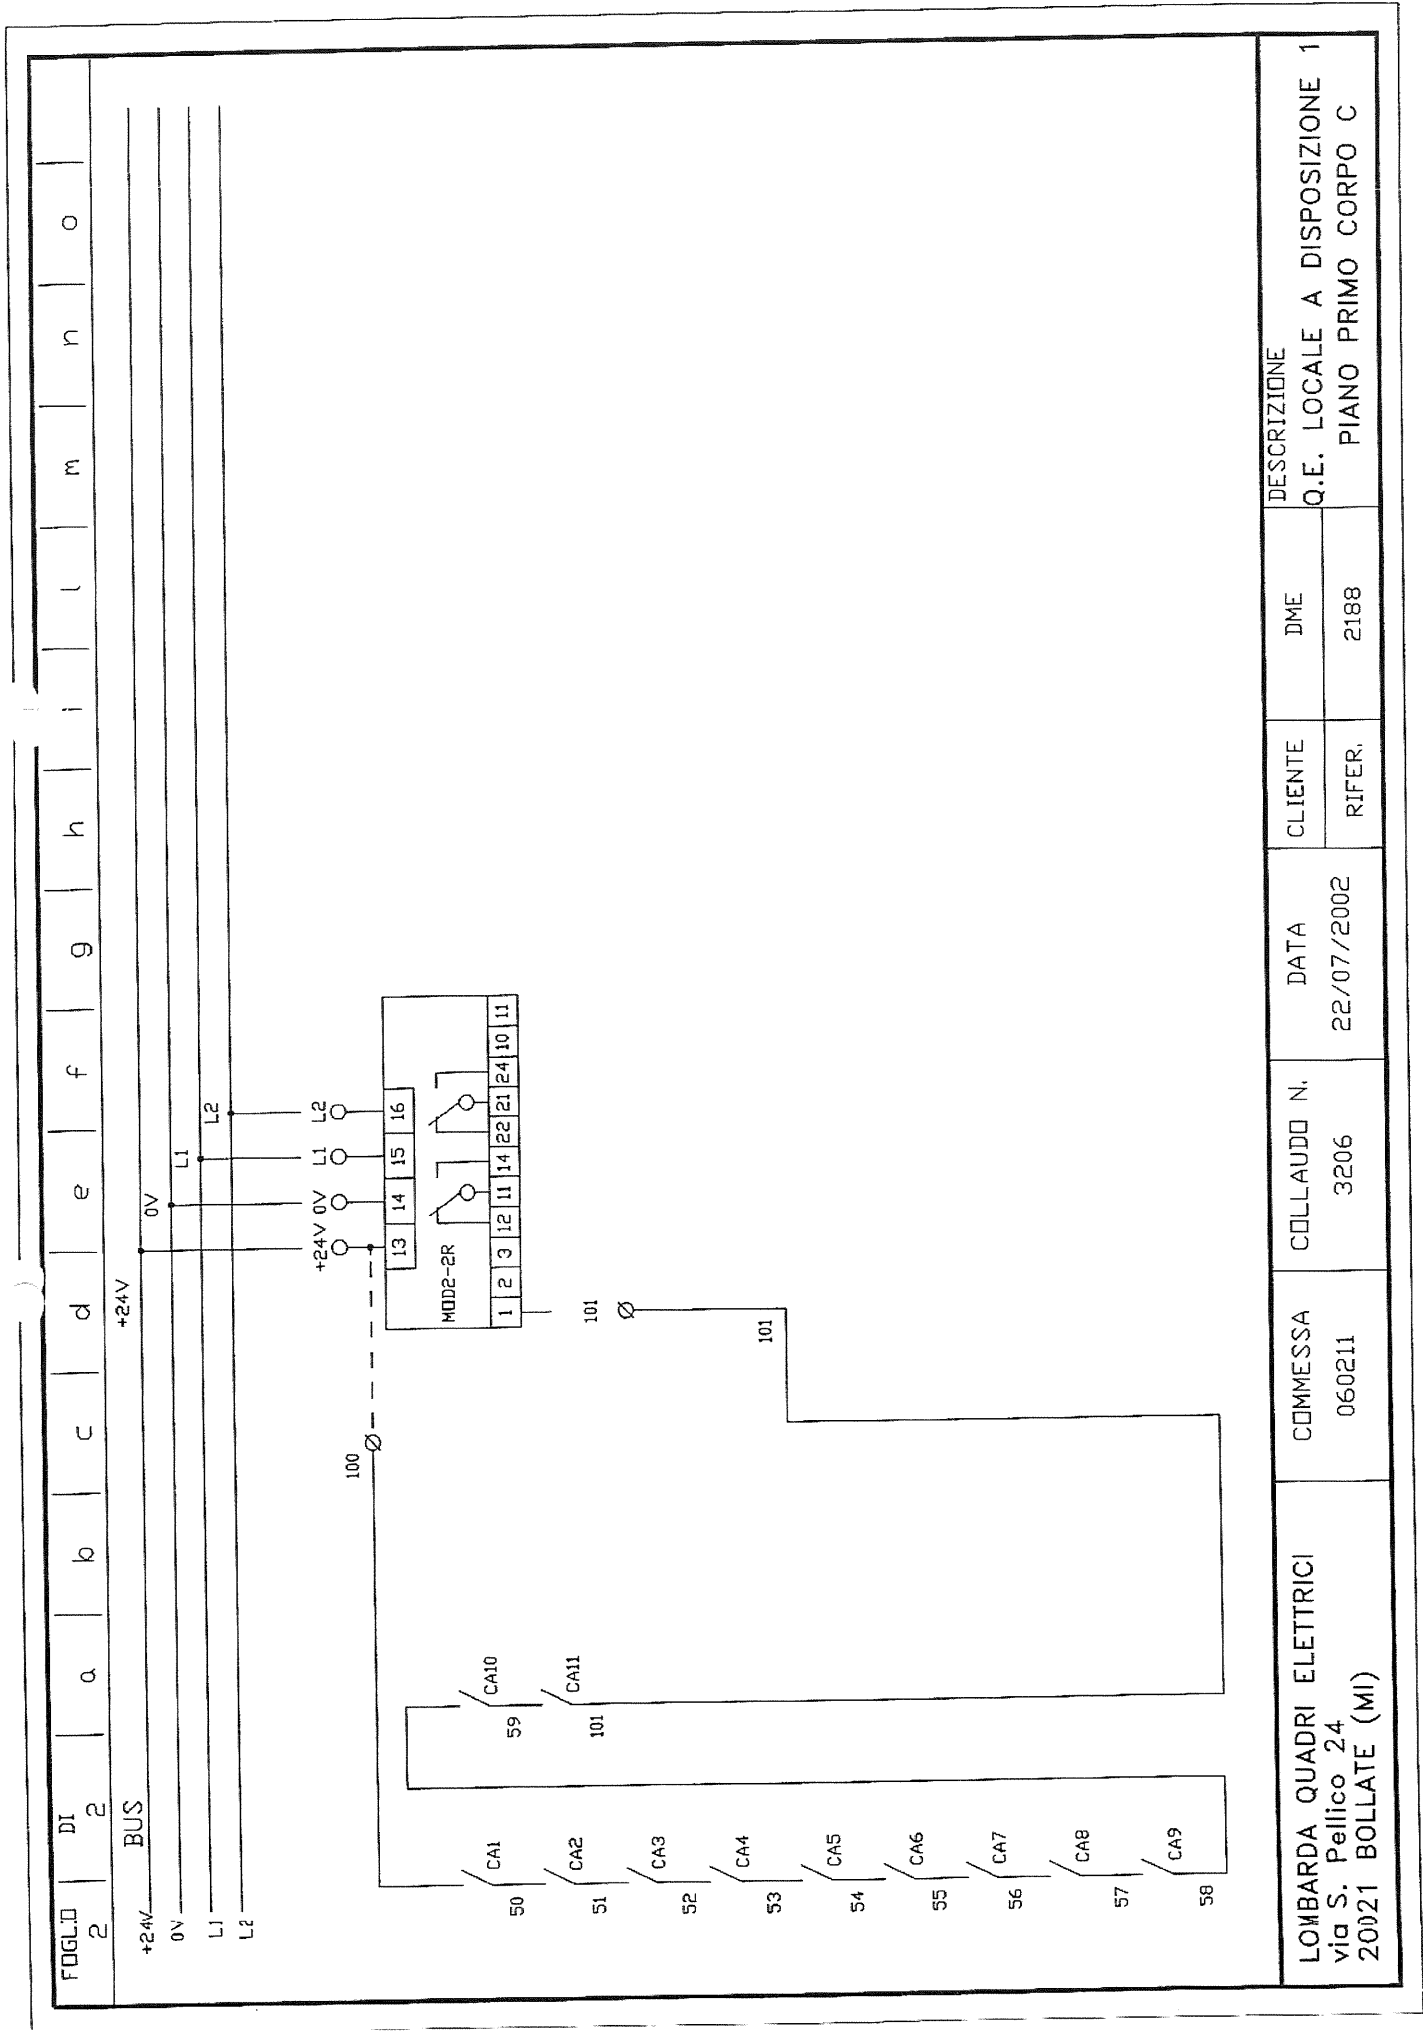 FOGL.O DI
2 2
a b c d e f g h i l m n o
BUS
+24V
0V
L1
L2
+24V
0V
L1
L2
+24V 0V L1 L2
13 14 15 16
MOD2-2R
1 2 3 12 11 14 22 21 24 10 11
100
101
101
CA1
50
CA2
51
CA3
52
CA4
53
CA5
54
CA6
55
CA7
56
CA8
57
CA9
58
CA10
59
CA11
101
LOMBARDA QUADRI ELETTRICI
via S. Pellico 24
20021 BOLLATE (MI)
COMMESSA
060211
COLLAUDO N.
3206
DATA
22/07/2002
CLIENTE
DME
RIFER.
2188
DESCRIZIONE
Q.E. LOCALE A DISPOSIZIONE 1
PIANO PRIMO CORPO C